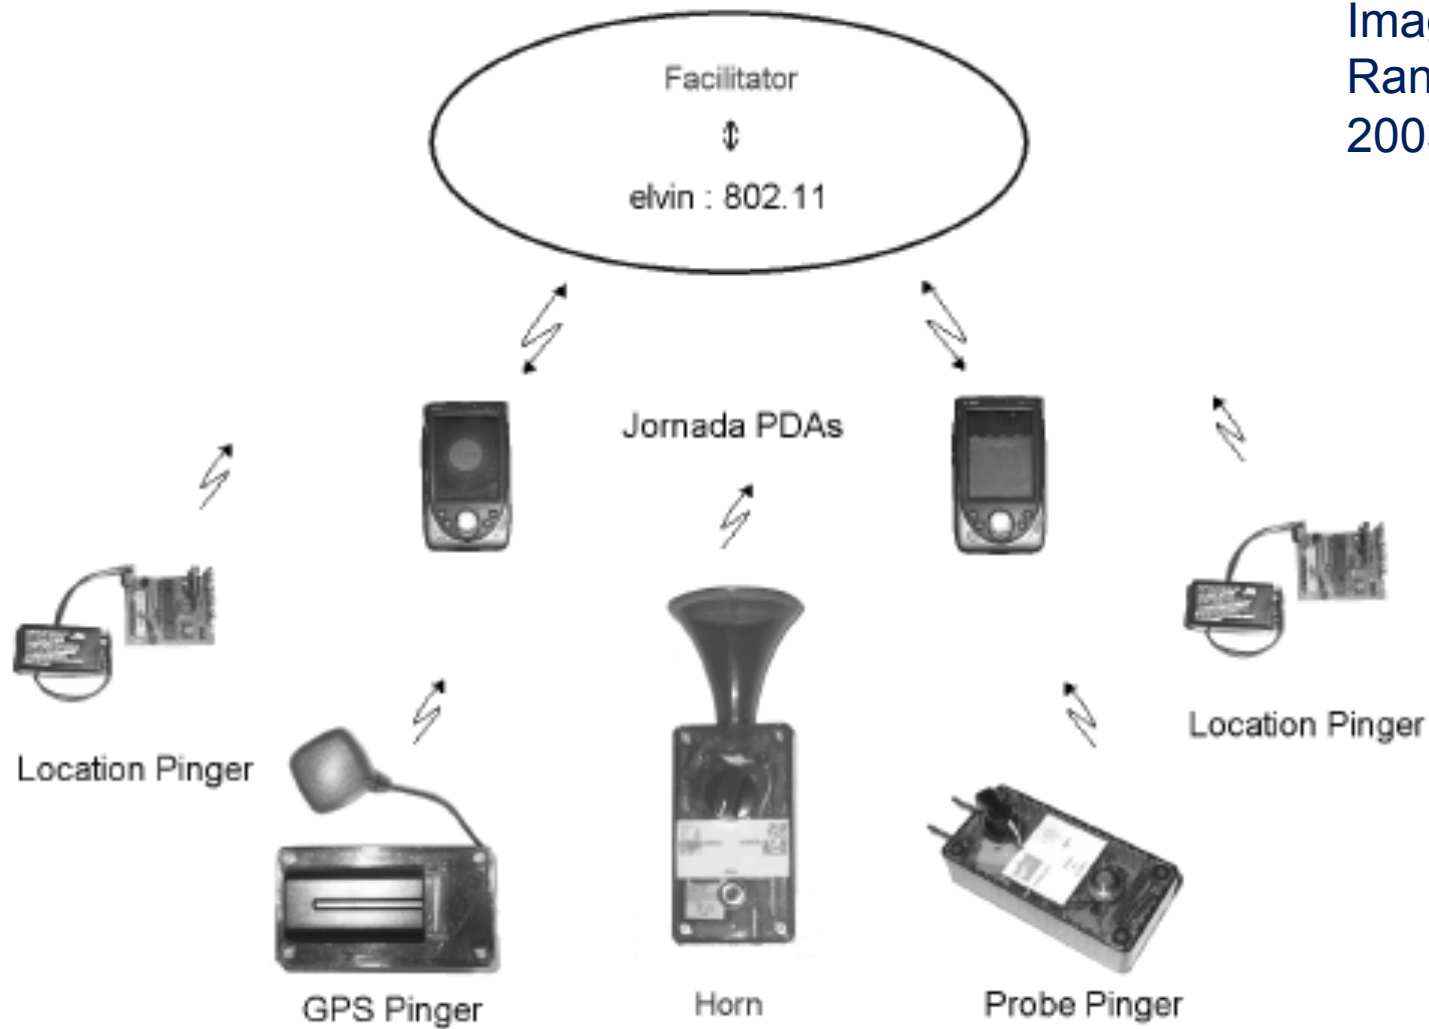 Facilitator
elvin : 802.11
Jornada PDAs
Location Pinger
Location Pinger
GPS Pinger
Horn
Probe Pinger